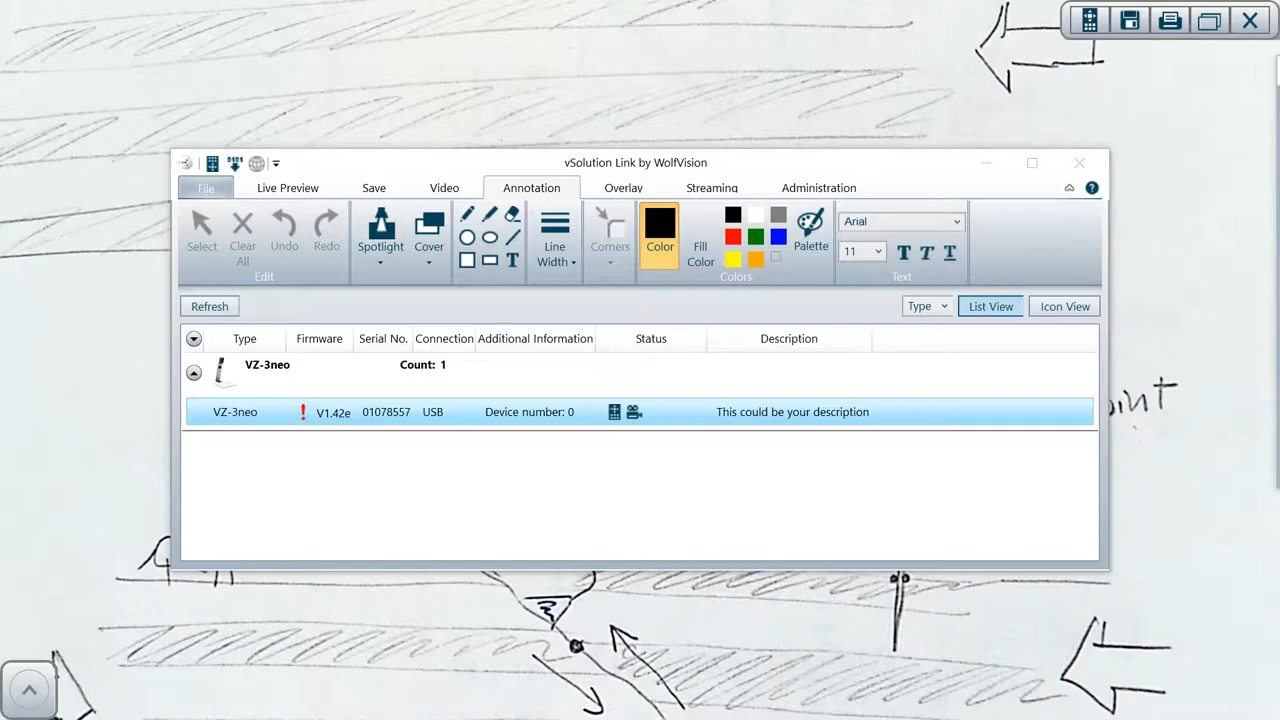 vSolution Link by WolfVision
File Live Preview Save Video Annotation Overlay Streaming Administration
Select Clear All Undo Redo Spotlight Cover Line Width Corners Color Fill Color Palette Arial 11
Edit Colors Text
Refresh Type List View Icon View
Type Firmware Serial No. Connection Additional Information Status Description
VZ-3neo Count: 1
VZ-3neo V1.42e 01078557 USB Device number: 0 This could be your description